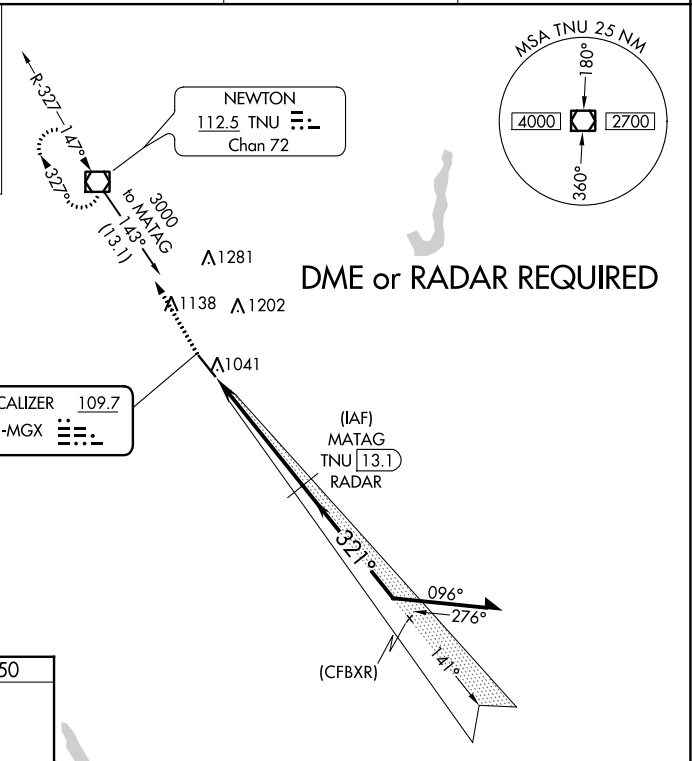 MSA TNU 25 NM
180°
4000
2700
360°
R-327
147°
327°
NEWTON
112.5 TNU
Chan 72
3000
to MATAG
143°
(13.1)
1281
1138
1202
1041
DME or RADAR REQUIRED
CALIZER 109.7
-MGX
(IAF)
MATAG
TNU 13.1
RADAR
321°
096°
276°
141°
(CFBXR)
50